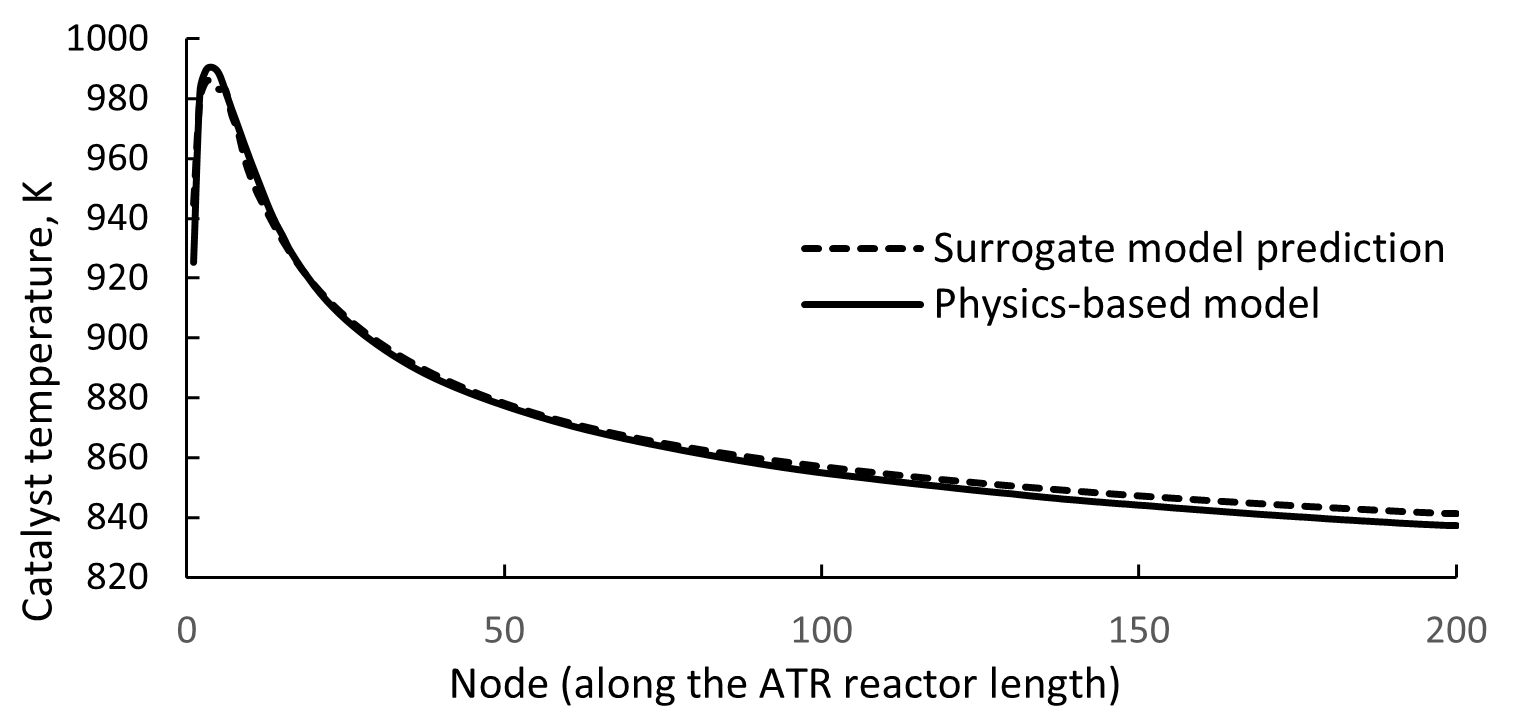 1000
980
960
940
920
900
880
860
840
820
Catalyst temperature, K
Surrogate model prediction
Physics-based model
0 50 100 150 200
Node (along the ATR reactor length)